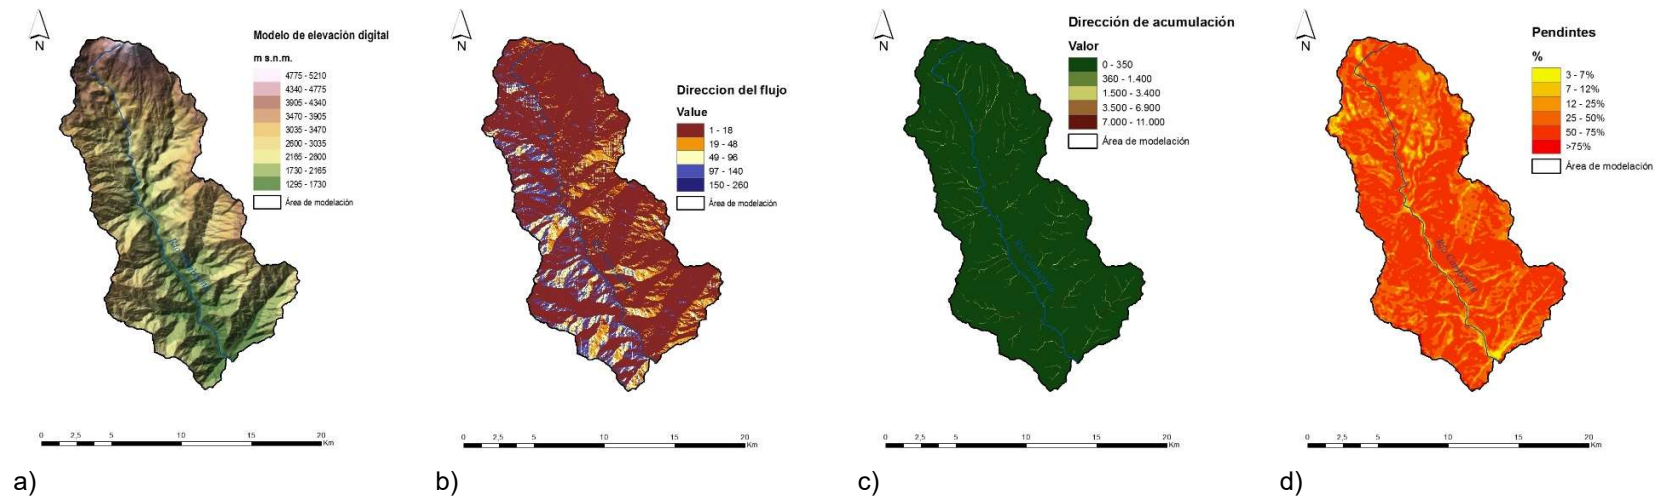 N
Modelo de elevación digital
m s.n.m.
4775 - 5210
4340 - 4775
3905 - 4340
3470 - 3905
3035 - 3470
2600 - 3035
2165 - 2600
1730 - 2165
1295 - 1730
Área de modelación
0 2,5 5 10 15 20
Km
a)
N
Direccion del flujo
Value
1 - 18
19 - 48
49 - 96
97 - 140
150 - 260
Área de modelación
0 2,5 5 10 15 20
Km
b)
N
Dirección de acumulación
Valor
0 - 350
360 - 1.400
1.500 - 3.400
3.500 - 6.900
7.000 - 11.000
Área de modelación
0 2,5 5 10 15 20
Km
c)
N
Pendintes
%
3 - 7%
7 - 12%
12 - 25%
25 - 50%
50 - 75%
>75%
Área de modelación
0 2,5 5 10 15 20
Km
d)